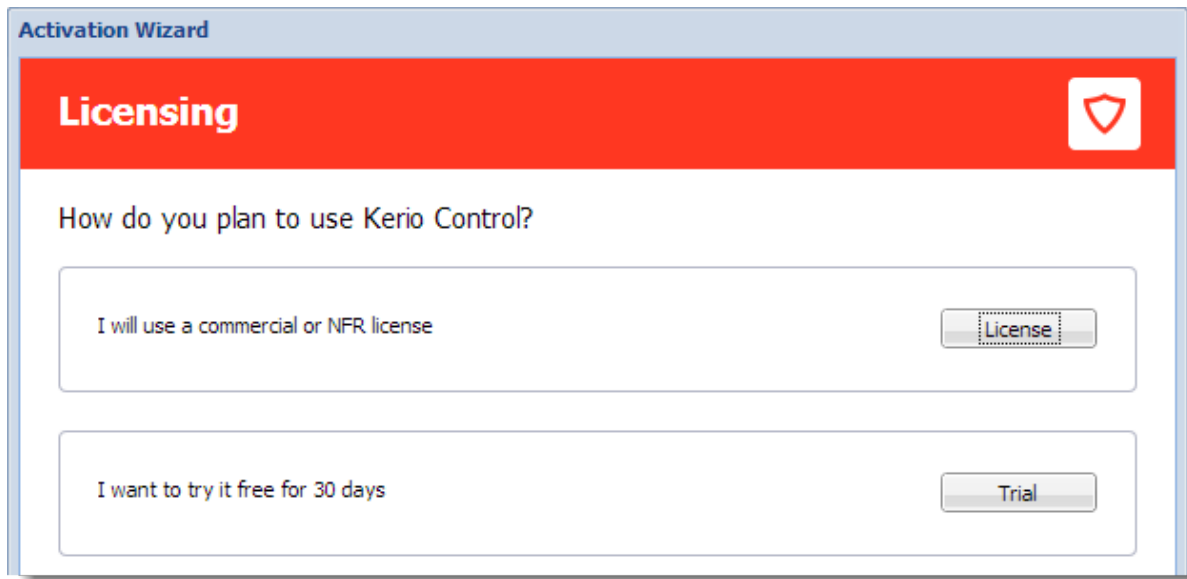 Activation Wizard
Licensing
How do you plan to use Kerio Control?
I will use a commercial or NFR license
License
I want to try it free for 30 days
Trial